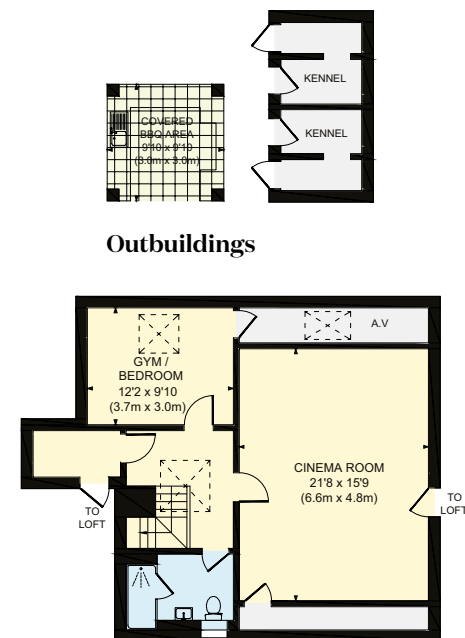 KENNEL
COVERED
BBQ AREA
9'10 x 9'10
(3.0m x 3.0m)
KENNEL
Outbuildings
A.V
GYM /
BEDROOM
12'2 x 9'10
(3.7m x 3.0m)
CINEMA ROOM
21'8 x 15'9
(6.6m x 4.8m)
TO
LOFT
TO
LOFT